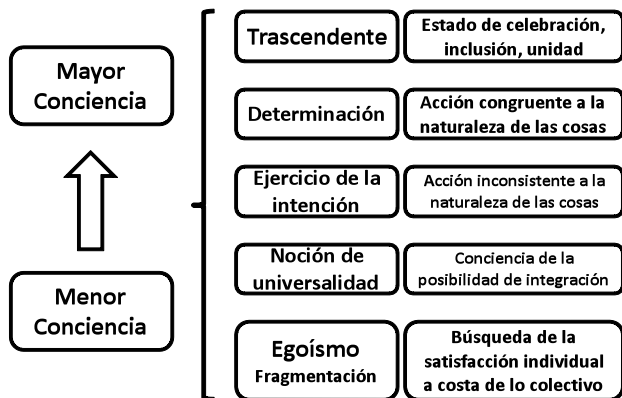 Mayor
Conciencia
Menor
Conciencia
Trascendente
Estado de celebración,
inclusión, unidad
Determinación
Acción congruente a la
naturaleza de las cosas
Ejercicio de la
intención
Acción inconsistente a la
naturaleza de las cosas
Noción de
universalidad
Conciencia de la
posibilidad de integración
Egoísmo
Fragmentación
Búsqueda de la
satisfacción individual
a costa de lo colectivo